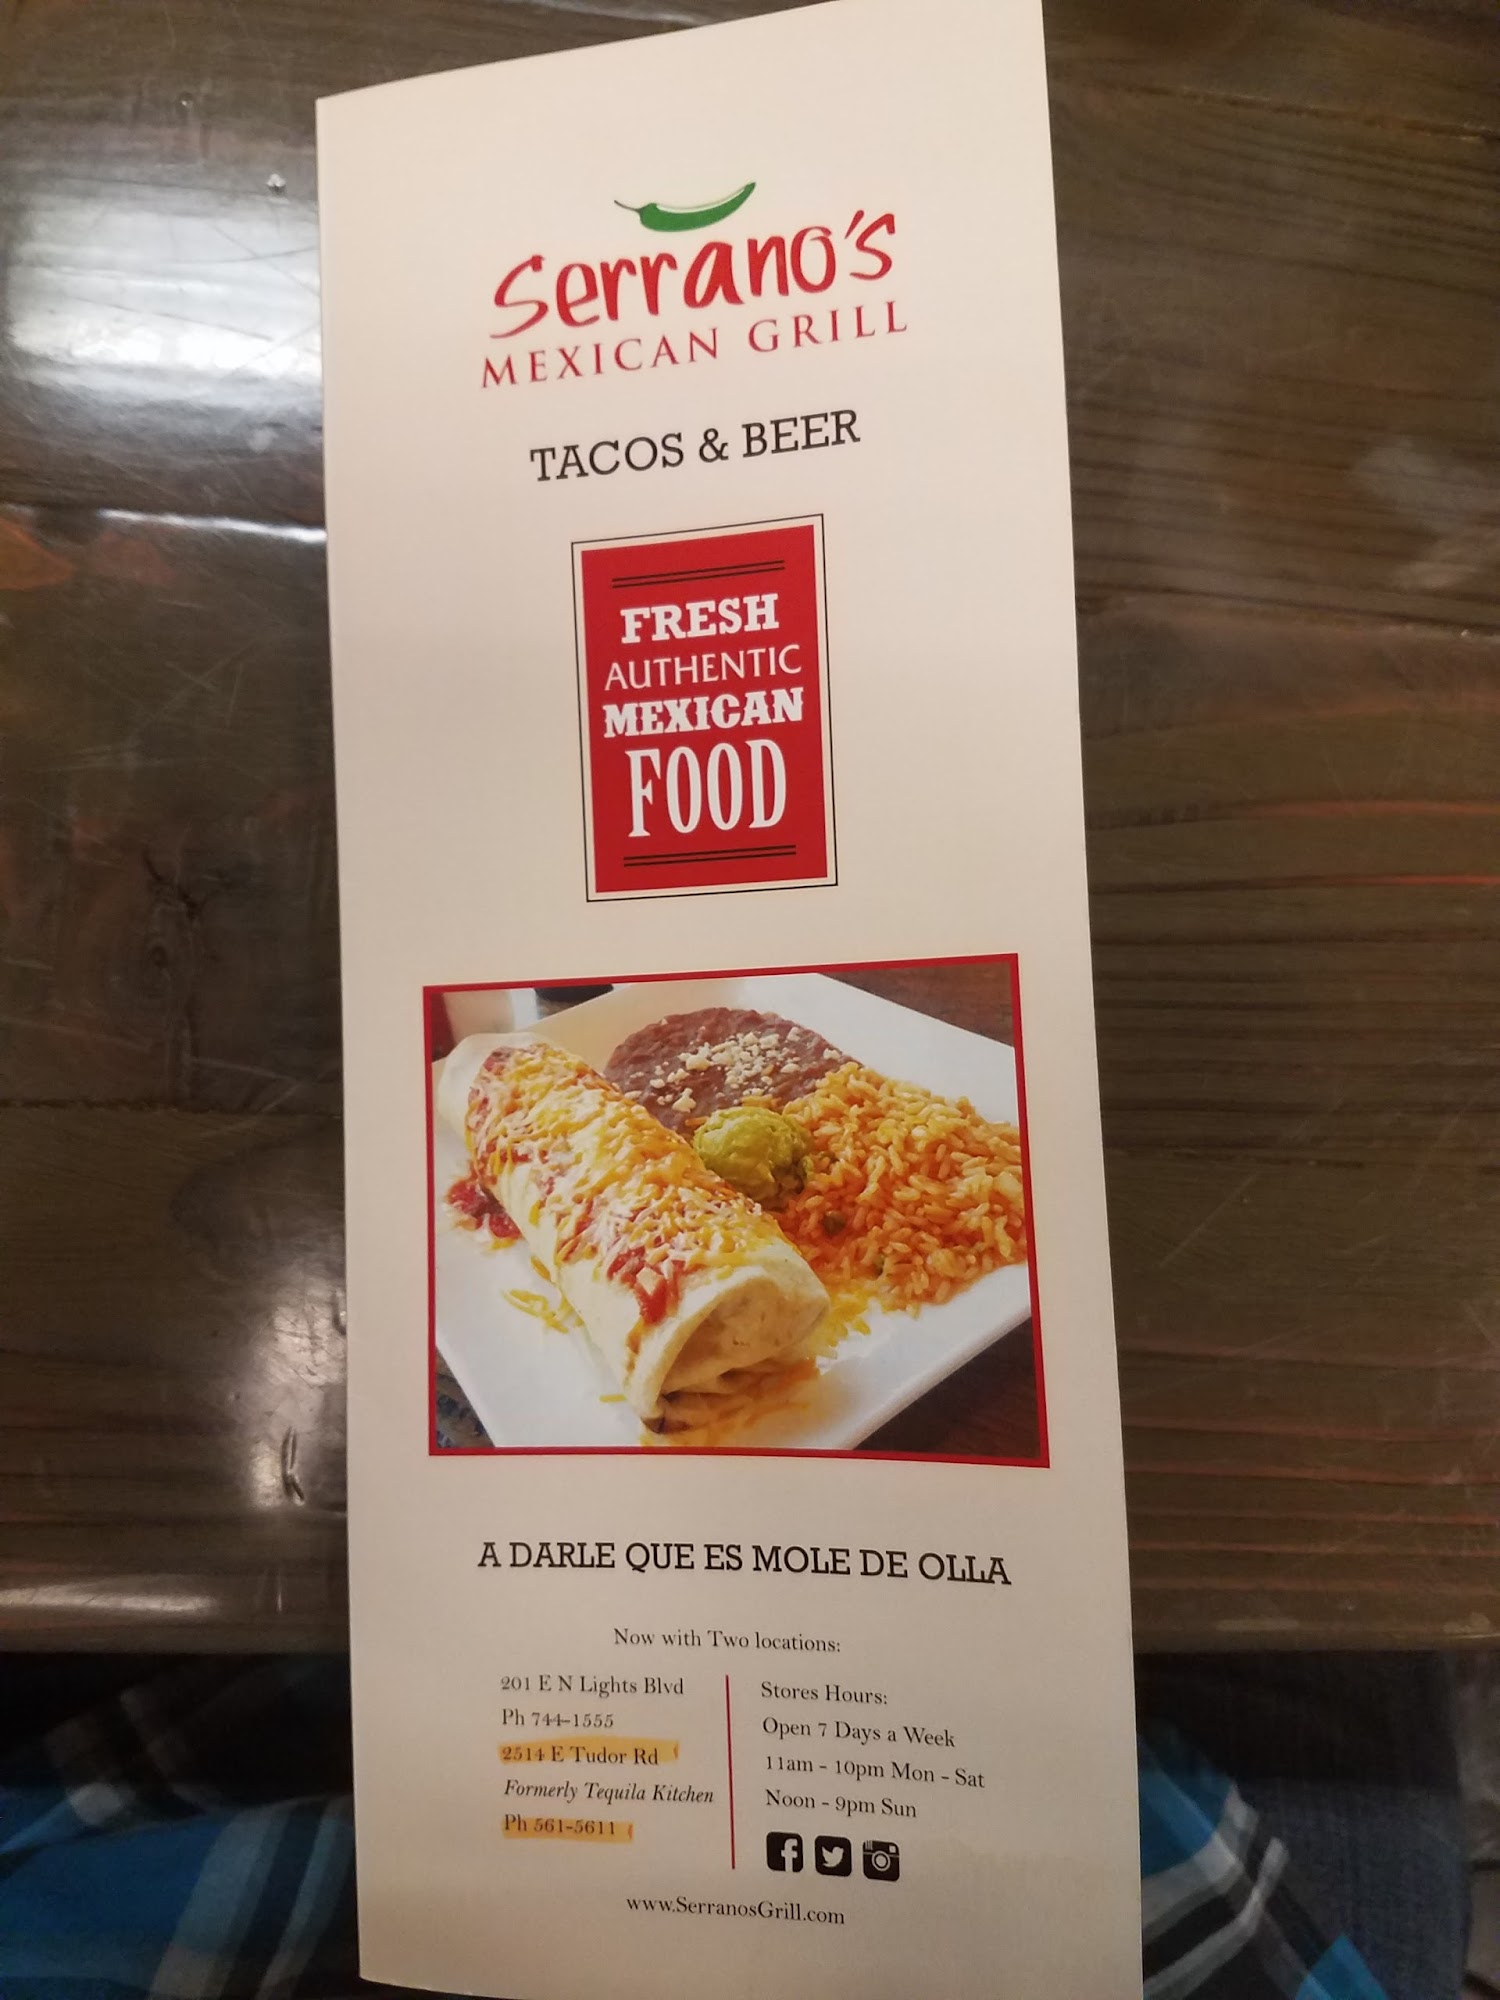 Serrano's
MEXICAN GRILL
TACOS & BEER
FRESH
AUTHENTIC
MEXICAN
FOOD
A DARLE QUE ES MOLE DE OLLA
Now with Two locations:
201 E N Lights Blvd
Ph 744-1555
2514 E Tudor Rd
Formerly Tequila Kitchen
Ph 561-5611
Stores Hours:
Open 7 Days a Week
11am - 10pm Mon - Sat
Noon - 9pm Sun
www.SerranosGrill.com